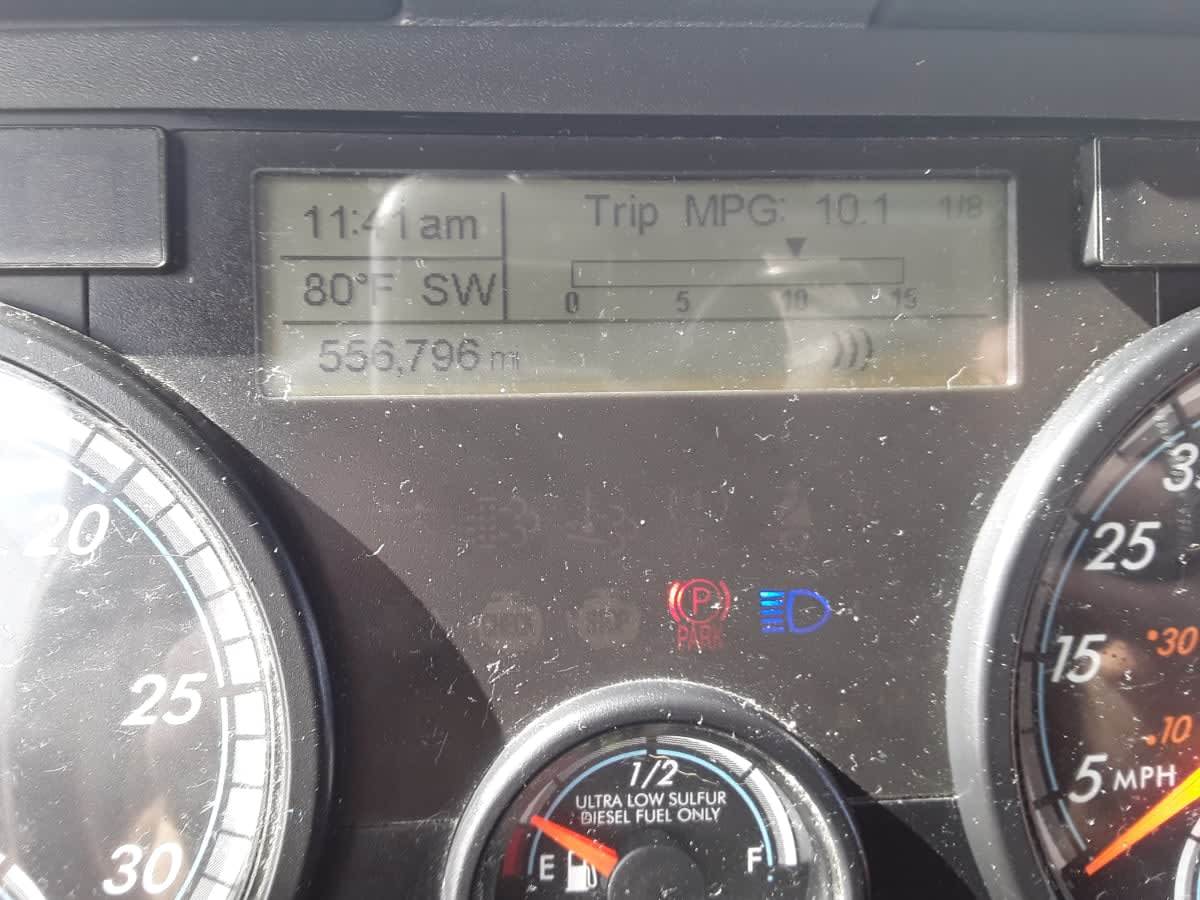 11:41am
Trip MPG: 10.1 1/8
80°F SW
0 5 10 15
556,796 mi
20
25
30
P
PARK
1/2
ULTRA LOW SULFUR
DIESEL FUEL ONLY
E F
35
25
15
30
10
5 MPH